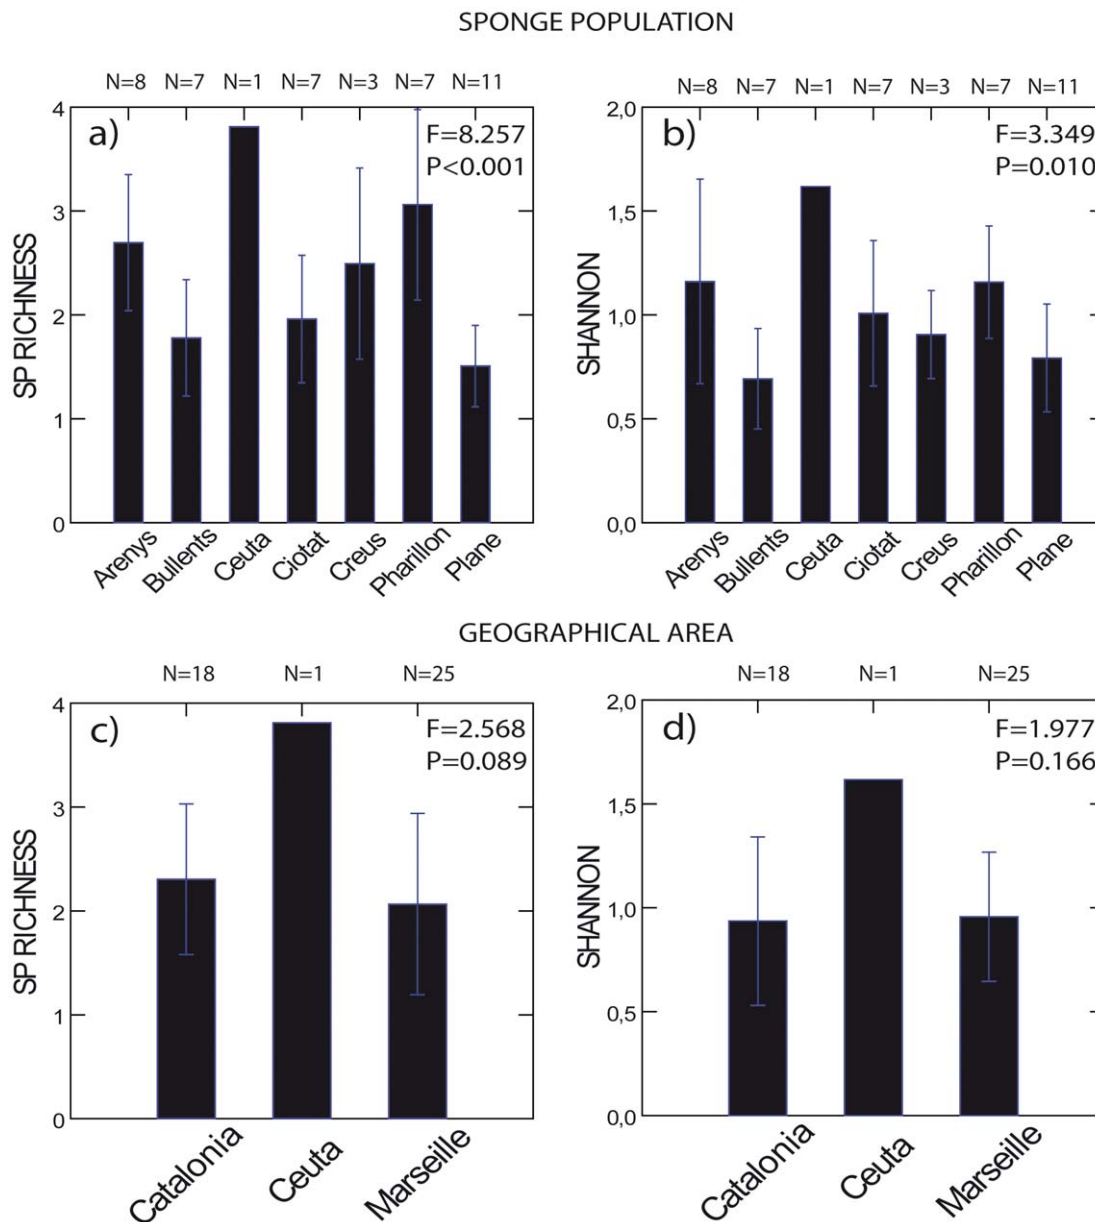 SPONGE POPULATION
N=8 N=7 N=1 N=7 N=3 N=7 N=11
a)
F=8.257
P<0.001
SP RICHNESS
4
3
2
1
0
Arenys Bullents Ceuta Ciotat Creus Pharillon Plane
N=8 N=7 N=1 N=7 N=3 N=7 N=11
b)
F=3.349
P=0.010
SHANNON
2,0
1,5
1,0
0,5
0,0
Arenys Bullents Ceuta Ciotat Creus Pharillon Plane
GEOGRAPHICAL AREA
N=18 N=1 N=25
c)
F=2.568
P=0.089
SP RICHNESS
4
3
2
1
0
Catalonia Ceuta Marseille
N=18 N=1 N=25
d)
F=1.977
P=0.166
SHANNON
2,0
1,5
1,0
0,5
0,0
Catalonia Ceuta Marseille